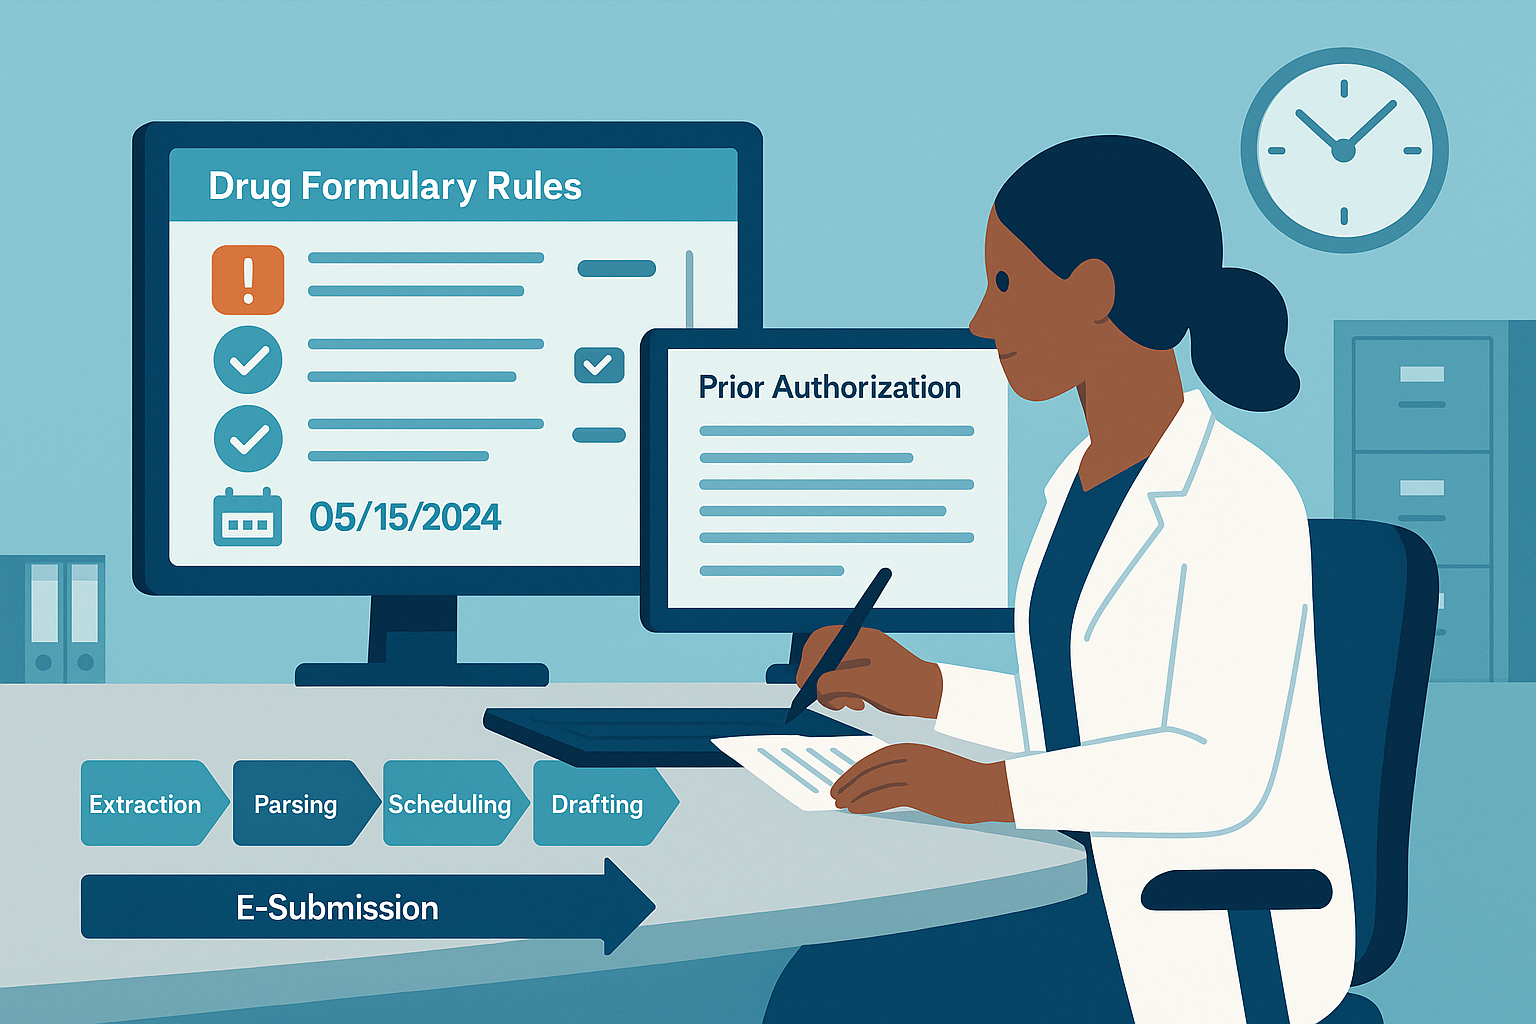 Drug Formulary Rules
05/15/2024
Prior Authorization
Extraction
Parsing
Scheduling
Drafting
E-Submission